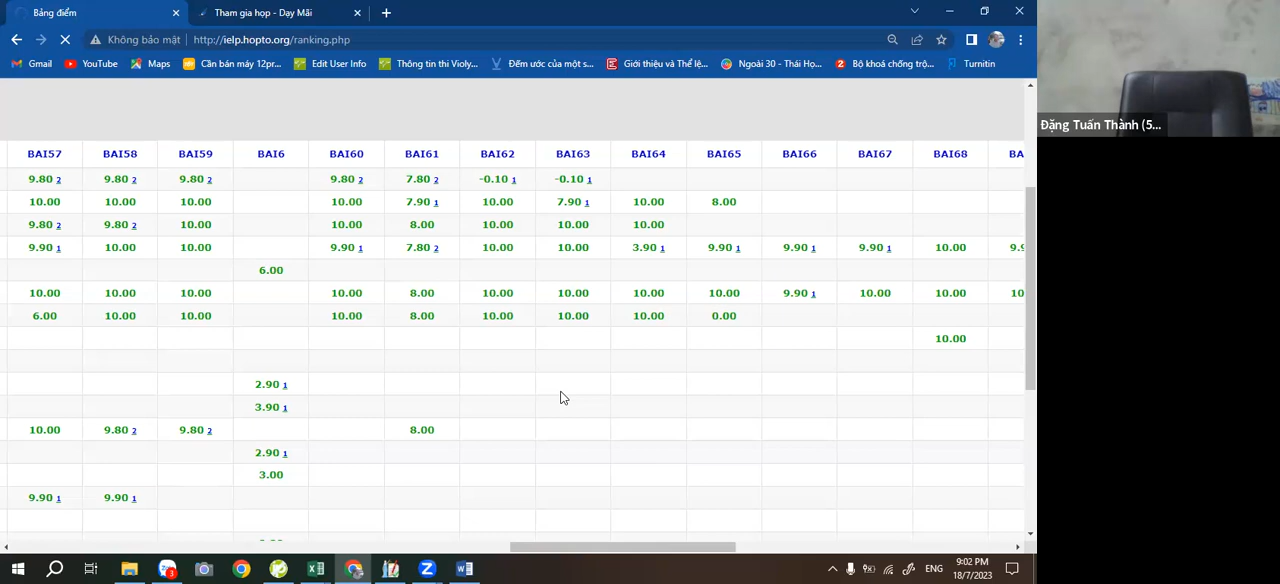 Bảng điểm
Tham gia họp - Dạy Mãi
Không bảo mật
http://ielp.hopto.org/ranking.php
Gmail YouTube Maps Cân bán máy 12pr... Edit User Info Thông tin thi Violy... Đếm ước của một s... Giới thiệu và Thể lệ... Ngoài 30 - Thái Họ... Bộ khoá chống trộ... Turnitin
Đặng Tuấn Thành (5...
BAI57 BAI58 BAI59 BAI6 BAI60 BAI61 BAI62 BAI63 BAI64 BAI65 BAI66 BAI67 BAI68 BA
9.80 2 9.80 2 9.80 2 9.80 2 7.80 2 -0.10 1 -0.10 1
10.00 10.00 10.00 10.00 7.90 1 10.00 7.90 1 10.00 8.00
9.80 2 9.80 2 10.00 10.00 8.00 10.00 10.00 10.00
9.90 1 10.00 10.00 9.90 1 7.80 2 10.00 10.00 3.90 1 9.90 1 9.90 1 9.90 1 10.00 9.9
6.00
10.00 10.00 10.00 10.00 8.00 10.00 10.00 10.00 10.00 9.90 1 10.00 10.00 10
6.00 10.00 10.00 10.00 8.00 10.00 10.00 10.00 0.00
10.00
2.90 1
3.90 1
10.00 9.80 2 9.80 2 8.00
2.90 1
3.00
9.90 1 9.90 1
3
ENG
9:02 PM
18/7/2023